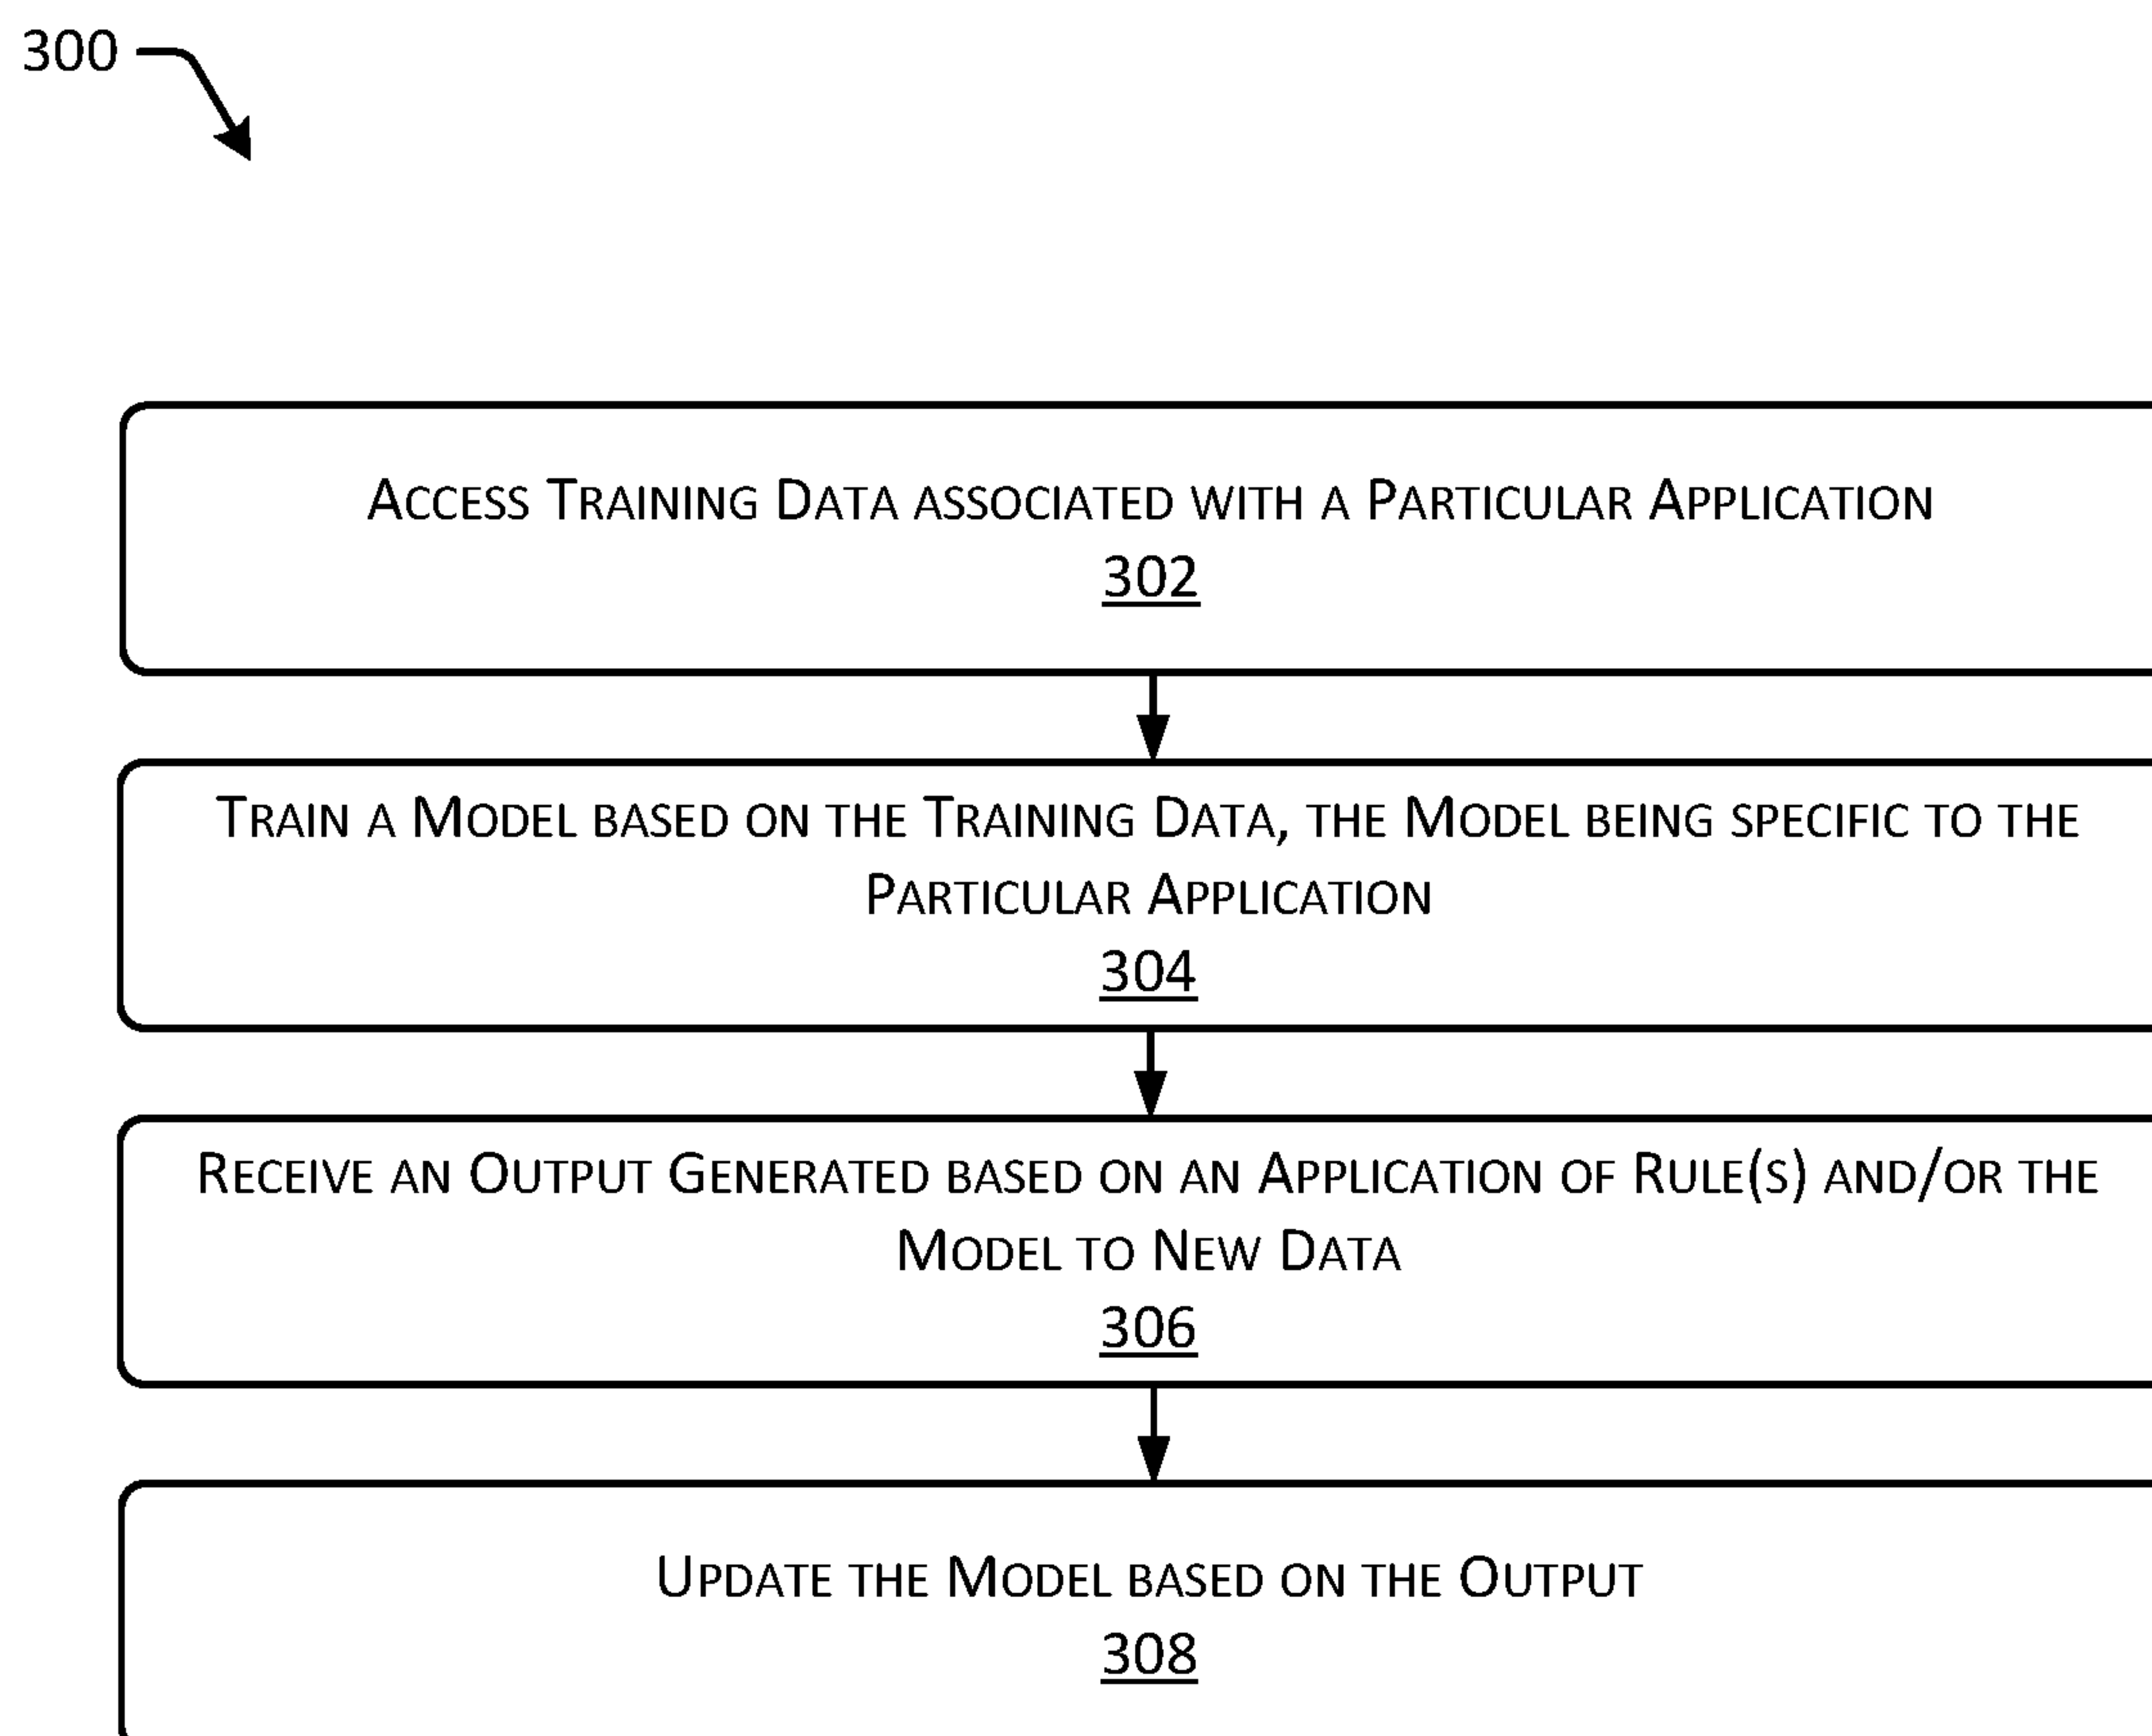 300
Access Training Data associated with a Particular Application
302
Train a Model based on the Training Data, the Model being specific to the
Particular Application
304
Receive an Output Generated based on an Application of Rule(s) and/or the
Model to New Data
306
Update the Model based on the Output
308